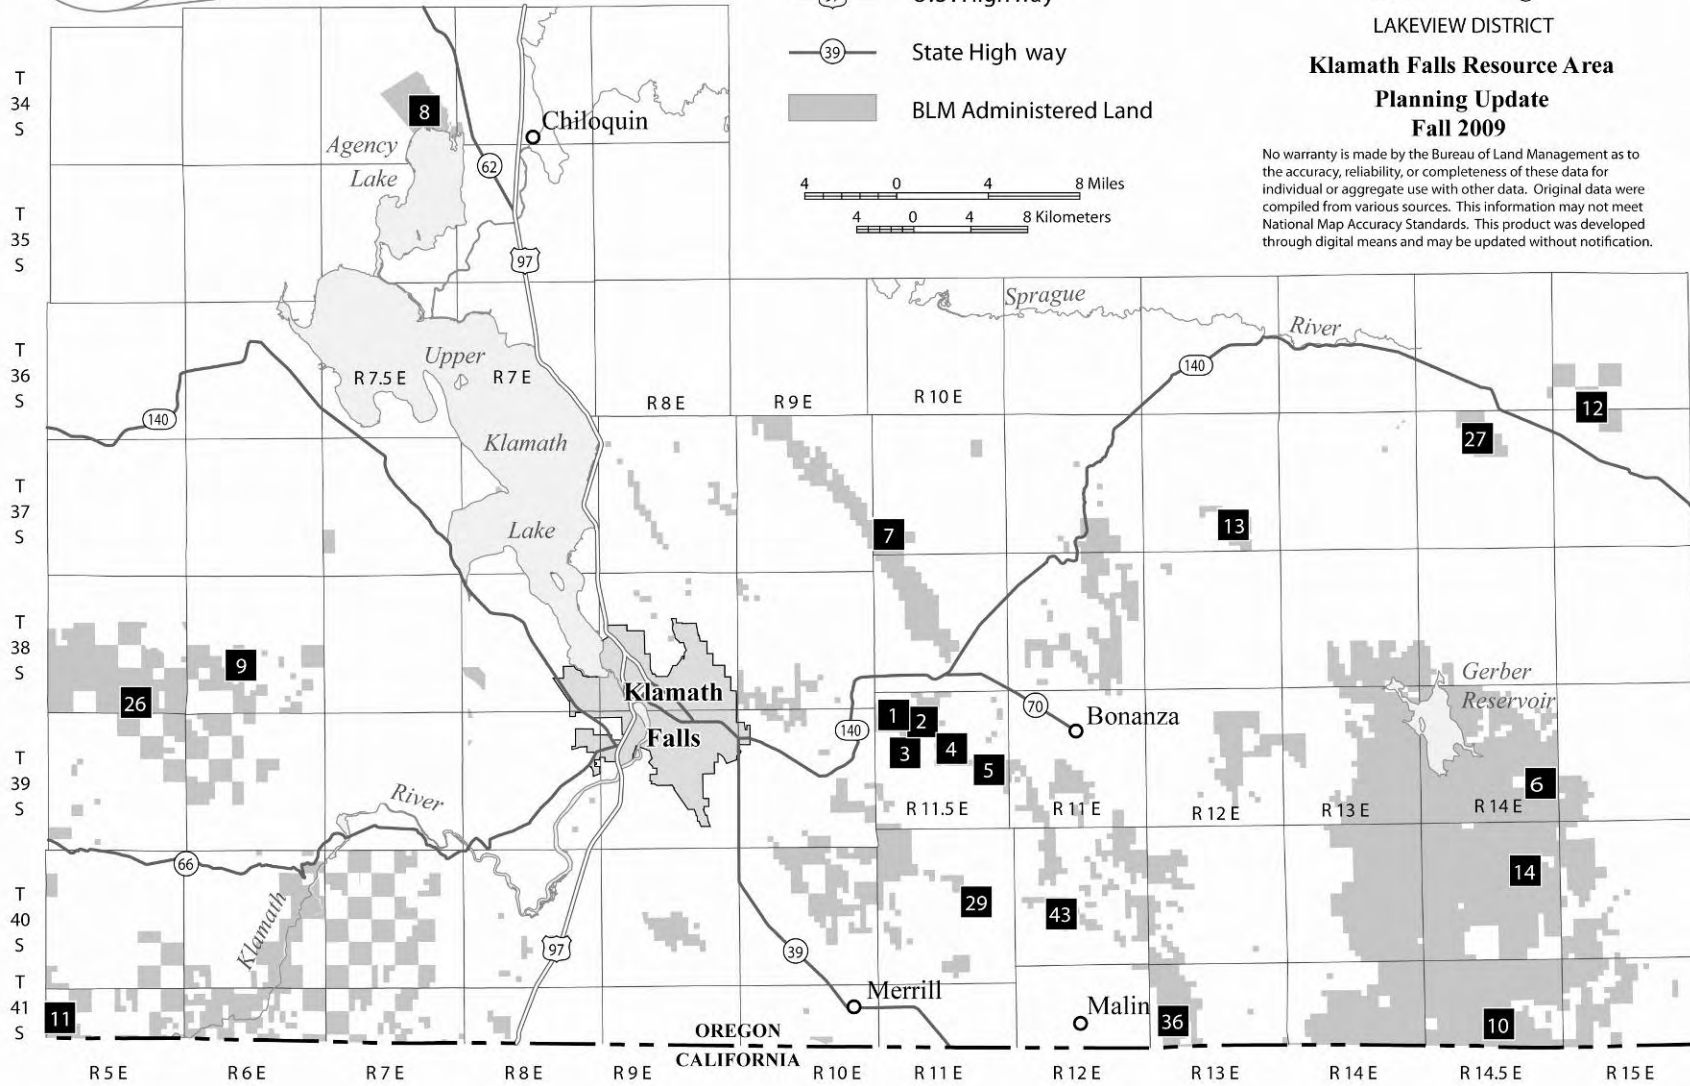 LAKEVIEW DISTRICT
Klamath Falls Resource Area
Planning Update
Fall 2009
No warranty is made by the Bureau of Land Management as to
the accuracy, reliability, or completeness of these data for
individual or aggregate use with other data. Original data were
compiled from various sources. This information may not meet
National Map Accuracy Standards. This product was developed
through digital means and may be updated without notification.
39
State High way
BLM Administered Land
4 0 4 8 Miles
4 0 4 8 Kilometers
T
34
S
T
35
S
T
36
S
T
37
S
T
38
S
T
39
S
T
40
S
T
41
S
8
Chiloquin
Agency
Lake
62
97
Sprague
River
Upper
R 7.5 E
R 7 E
R 8 E
R 9 E
R 10 E
140
140
12
27
Klamath
Lake
7
13
9
26
Klamath
Falls
Gerber
Reservoir
70
Bonanza
140
1
2
3
4
5
6
R 11.5 E
R 11 E
R 12 E
R 13 E
R 14 E
River
66
Klamath
14
29
43
97
39
Merrill
Malin
11
36
10
OREGON
CALIFORNIA
R 5 E
R 6 E
R 7 E
R 8 E
R 9 E
R 10 E
R 11 E
R 12 E
R 13 E
R 14 E
R 14.5 E
R 15 E